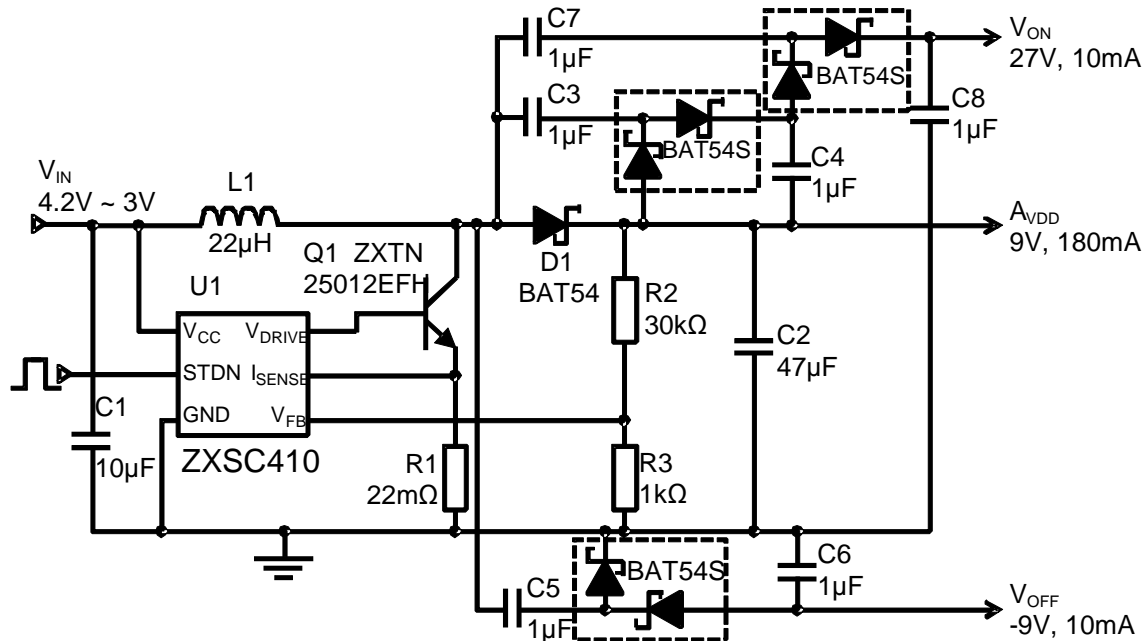 C7
1µF
BAT54S
V_ON
27V, 10mA
C3
1µF
BAT54S
C8
1µF
C4
1µF
V_IN
4.2V ~ 3V
L1
22µH
A_VDD
9V, 180mA
Q1 ZXTN
25012EFH
D1
BAT54
U1
V_CC
V_DRIVE
STDN
I_SENSE
GND
V_FB
ZXSC410
R2
30kΩ
C2
47µF
C1
10µF
R1
22mΩ
R3
1kΩ
BAT54S
C6
1µF
C5
1µF
V_OFF
-9V, 10mA